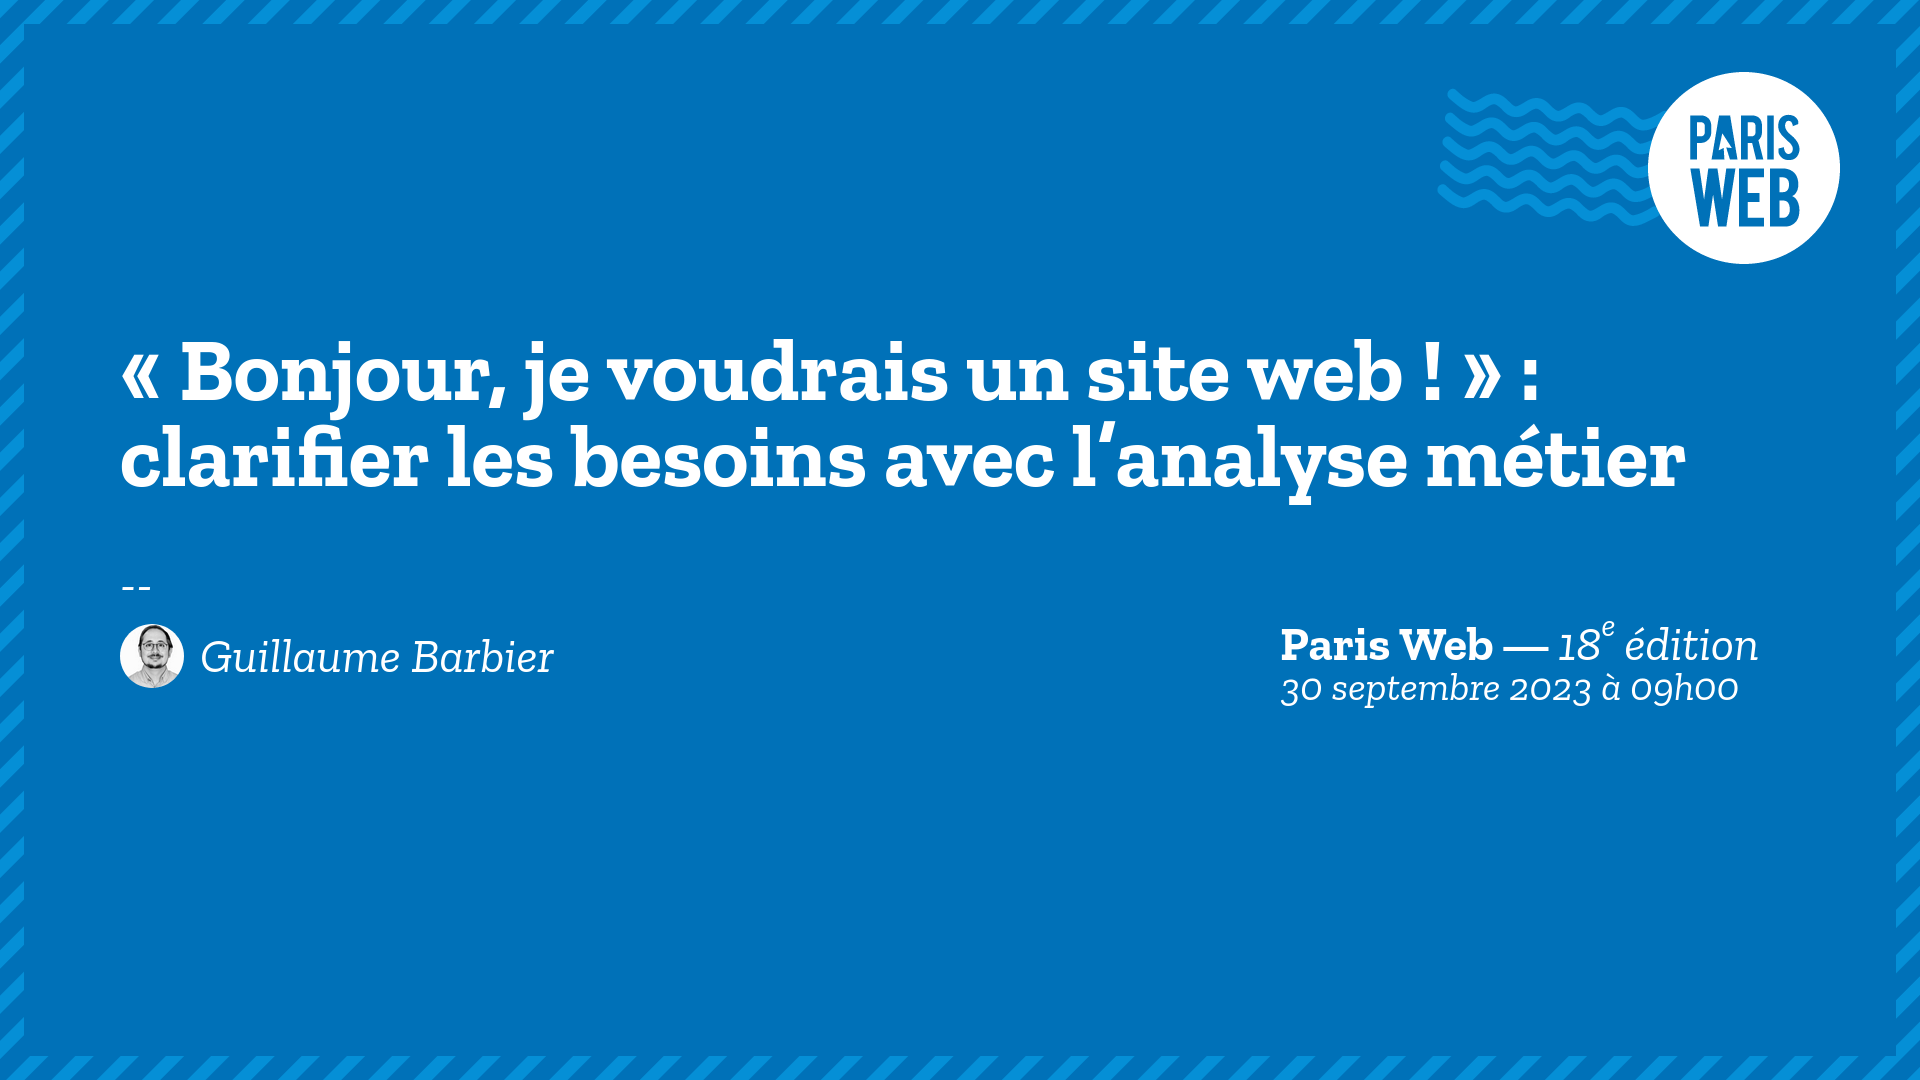 PARIS
WEB
« Bonjour, je voudrais un site web ! » :
clarifier les besoins avec l’analyse métier
--
Guillaume Barbier
Paris Web — 18e édition
30 septembre 2023 à 09h00